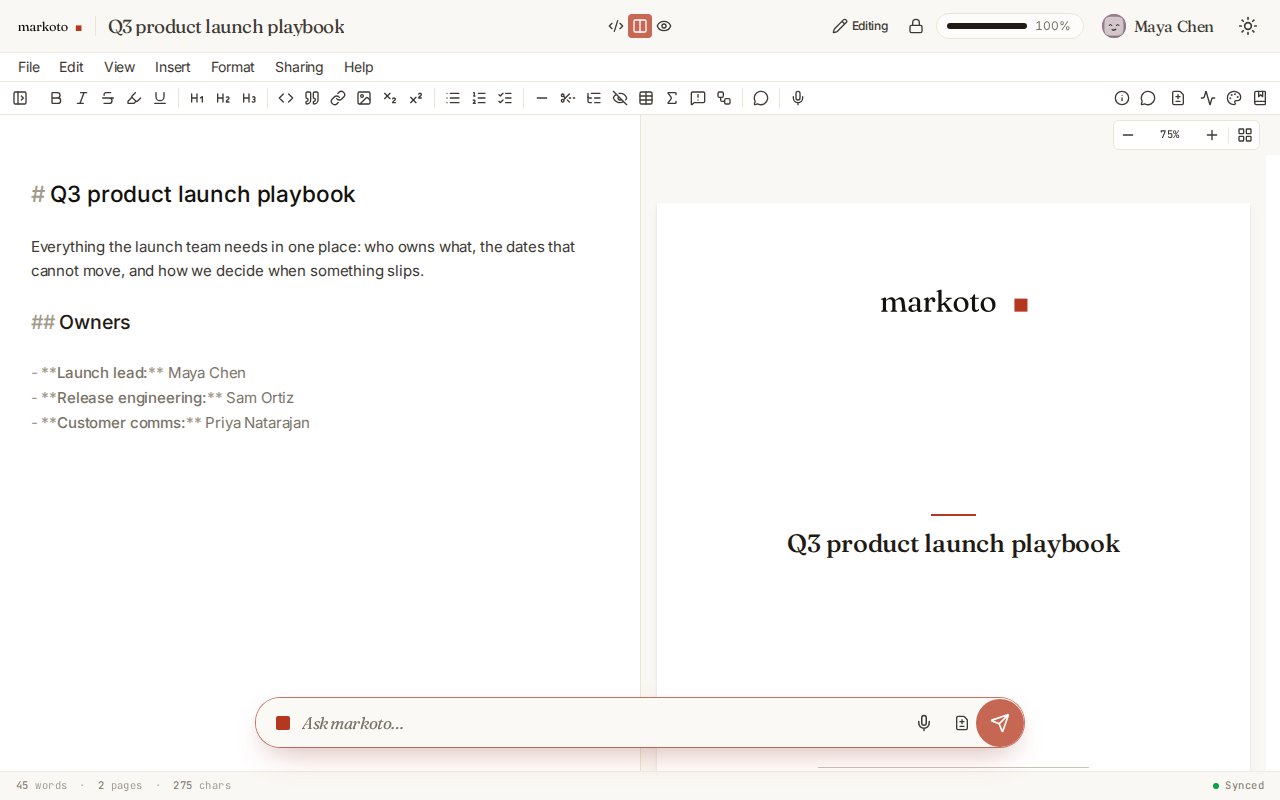 markoto
Q3 product launch playbook
Editing
100%
Maya Chen
File Edit View Insert Format Sharing Help
H1 H2 H3
75%
# Q3 product launch playbook
Everything the launch team needs in one place: who owns what, the dates that
cannot move, and how we decide when something slips.
## Owners
- **Launch lead:** Maya Chen
- **Release engineering:** Sam Ortiz
- **Customer comms:** Priya Natarajan
markoto
Q3 product launch playbook
Ask markoto...
45 words · 2 pages · 275 chars
Synced